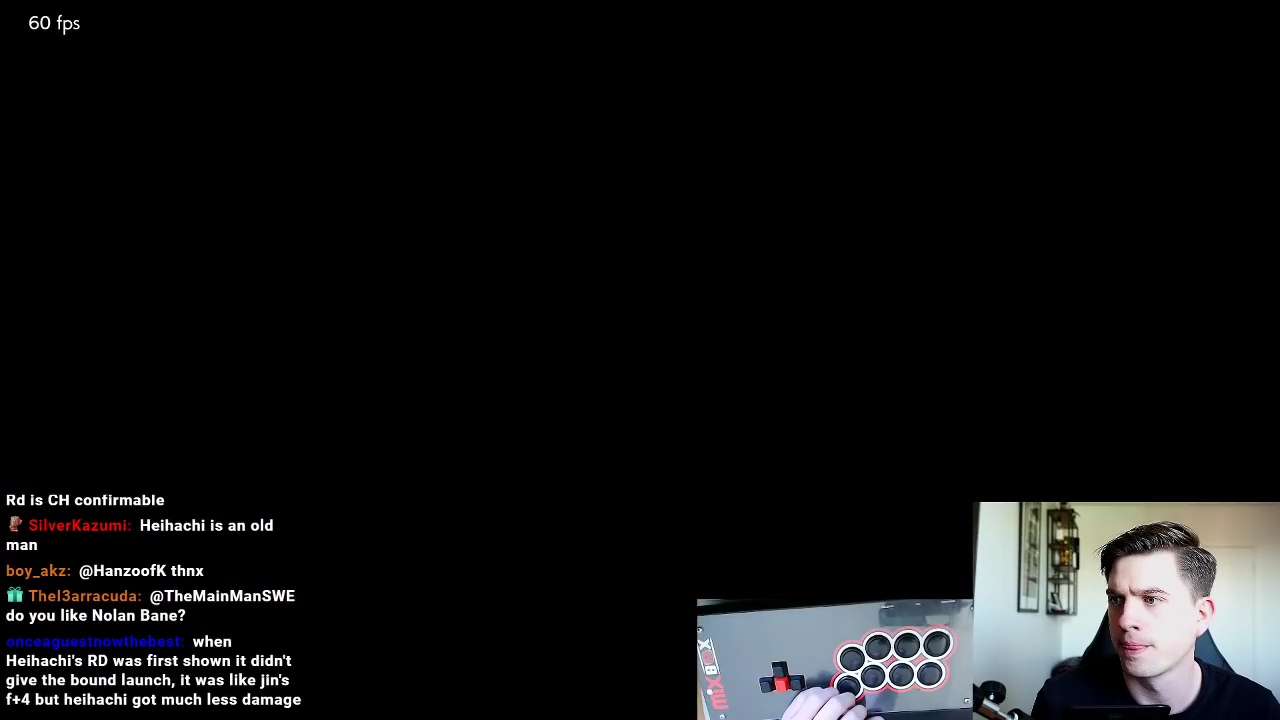 60 fps
Rd is CH confirmable
SilverKazumi: Heihachi is an old
man
boy_akz: @HanzoofK thnx
Thel3arracuda: @TheMainManSWE
do you like Nolan Bane?
onceaguestnowthebest: when
Heihachi's RD was first shown it didn't
give the bound launch, it was like jin's
f+4 but heihachi got much less damage
MIXBOX